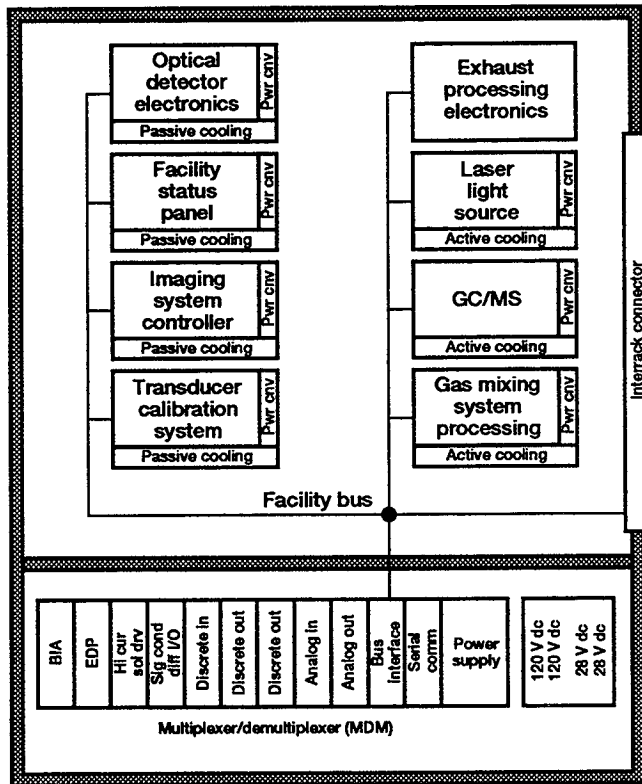 Optical
detector
electronics
Pwr cnv
Passive cooling
Facility
status
panel
Pwr cnv
Passive cooling
Imaging
system
controller
Pwr cnv
Passive cooling
Transducer
calibration
system
Pwr cnv
Passive cooling
Exhaust
processing
electronics
Laser
light
source
Pwr cnv
Active cooling
GC/MS
Pwr cnv
Active cooling
Gas mixing
system
processing
Pwr cnv
Active cooling
Interrack connector
Facility bus
BIA
EDP
Hi cur
sol drv
Sig cond
diff I/O
Discrete in
Discrete out
Discrete out
Analog in
Analog out
Bus
Interface
Serial
comm
Power
supply
120 V dc
120 V dc
28 V dc
28 V dc
Multiplexer/demultiplexer (MDM)